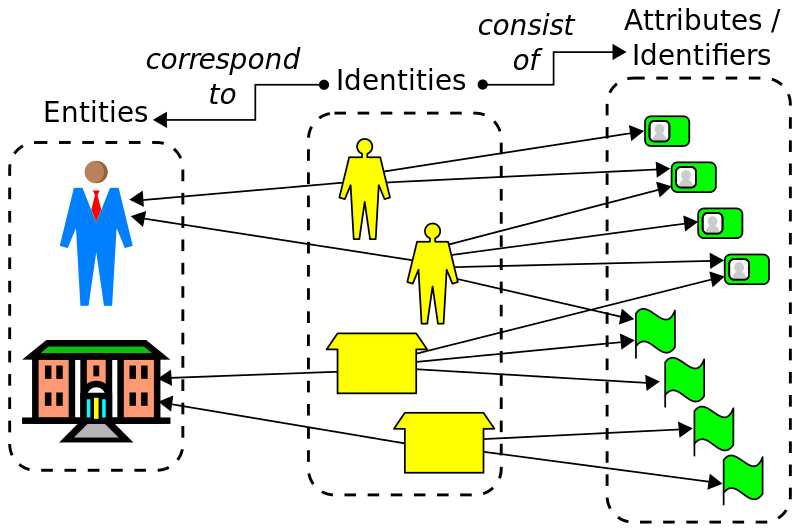 consist
of
Attributes /
Identifiers
correspond
to
Identities
Entities